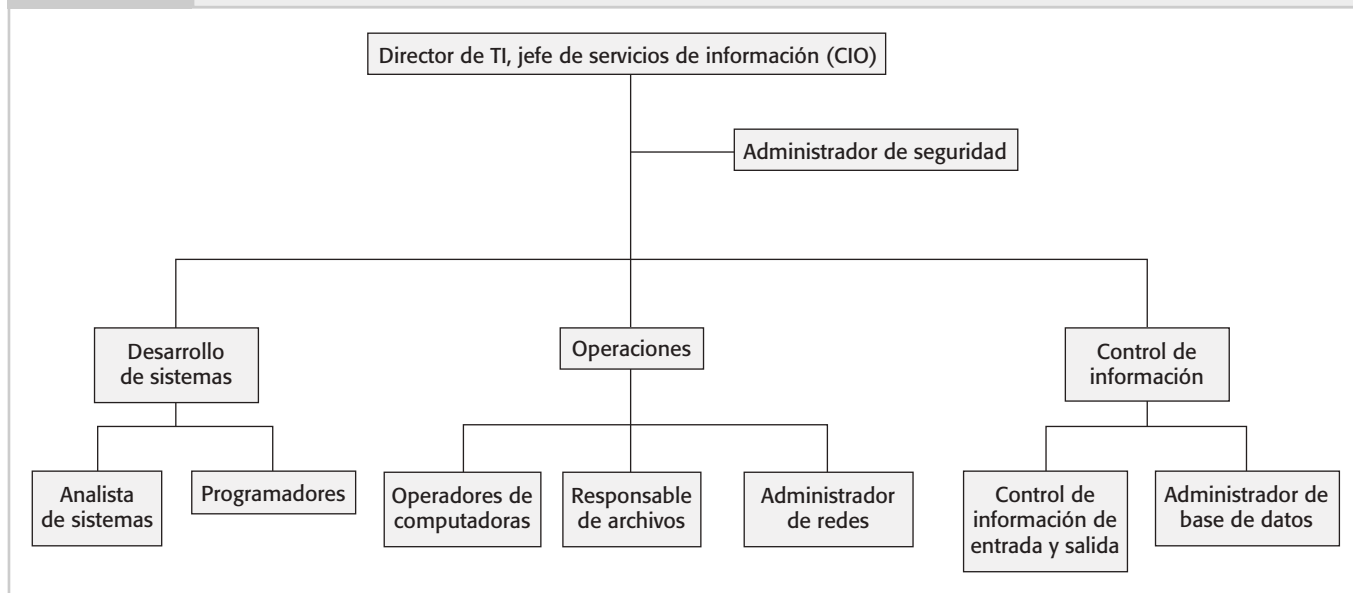 Director de TI, jefe de servicios de información (CIO)
Administrador de seguridad
Desarrollo
de sistemas
Operaciones
Control de
información
Analista
de sistemas
Programadores
Operadores de
computadoras
Responsable
de archivos
Administrador
de redes
Control de
información de
entrada y salida
Administrador de
base de datos